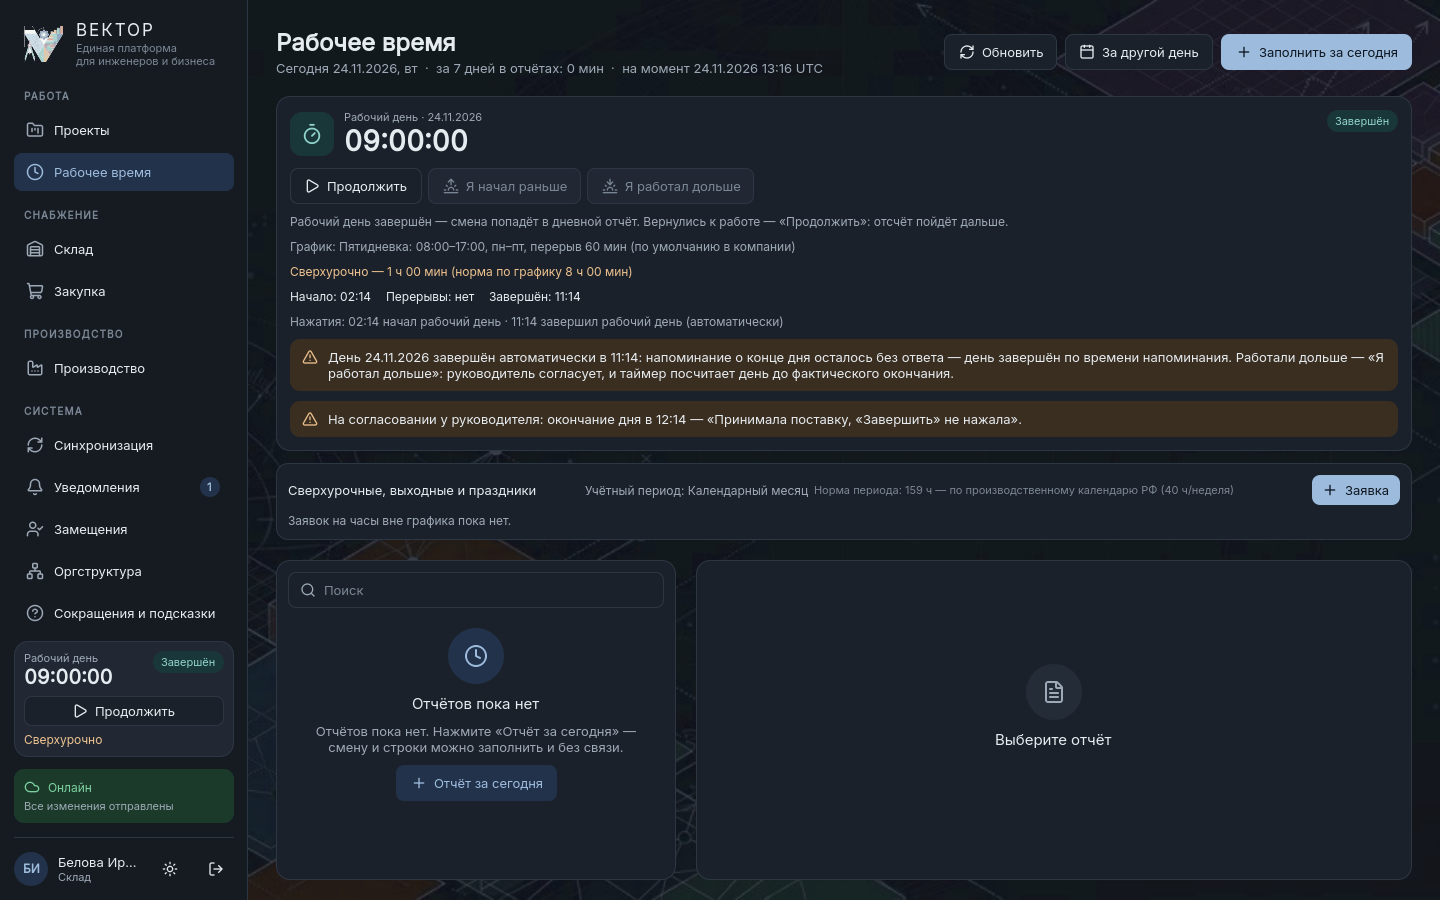 ВЕКТОР
Единая платформа
для инженеров и бизнеса
РАБОТА
Проекты
Рабочее время
СНАБЖЕНИЕ
Склад
Закупка
ПРОИЗВОДСТВО
Производство
СИСТЕМА
Синхронизация
Уведомления 1
Замещения
Оргструктура
Сокращения и подсказки
Рабочий день
Завершён
09:00:00
Продолжить
Сверхурочно
Онлайн
Все изменения отправлены
БИ
Белова Ир...
Склад
Рабочее время
Сегодня 24.11.2026, вт · за 7 дней в отчётах: 0 мин · на момент 24.11.2026 13:16 UTC
Обновить
За другой день
Заполнить за сегодня
Рабочий день · 24.11.2026
09:00:00
Завершён
Продолжить
Я начал раньше
Я работал дольше
Рабочий день завершён — смена попадёт в дневной отчёт. Вернулись к работе — «Продолжить»: отсчёт пойдёт дальше.
График: Пятидневка: 08:00–17:00, пн–пт, перерыв 60 мин (по умолчанию в компании)
Сверхурочно — 1 ч 00 мин (норма по графику 8 ч 00 мин)
Начало: 02:14 Перерывы: нет Завершён: 11:14
Нажатия: 02:14 начал рабочий день · 11:14 завершил рабочий день (автоматически)
День 24.11.2026 завершён автоматически в 11:14: напоминание о конце дня осталось без ответа — день завершён по времени напоминания. Работали дольше — «Я
работал дольше»: руководитель согласует, и таймер посчитает день до фактического окончания.
На согласовании у руководителя: окончание дня в 12:14 — «Принимала поставку, «Завершить» не нажала».
Сверхурочные, выходные и праздники
Учётный период: Календарный месяц Норма периода: 159 ч — по производственному календарю РФ (40 ч/неделя)
Заявка
Заявок на часы вне графика пока нет.
Поиск
Отчётов пока нет
Отчётов пока нет. Нажмите «Отчёт за сегодня» —
смену и строки можно заполнить и без связи.
Отчёт за сегодня
Выберите отчёт